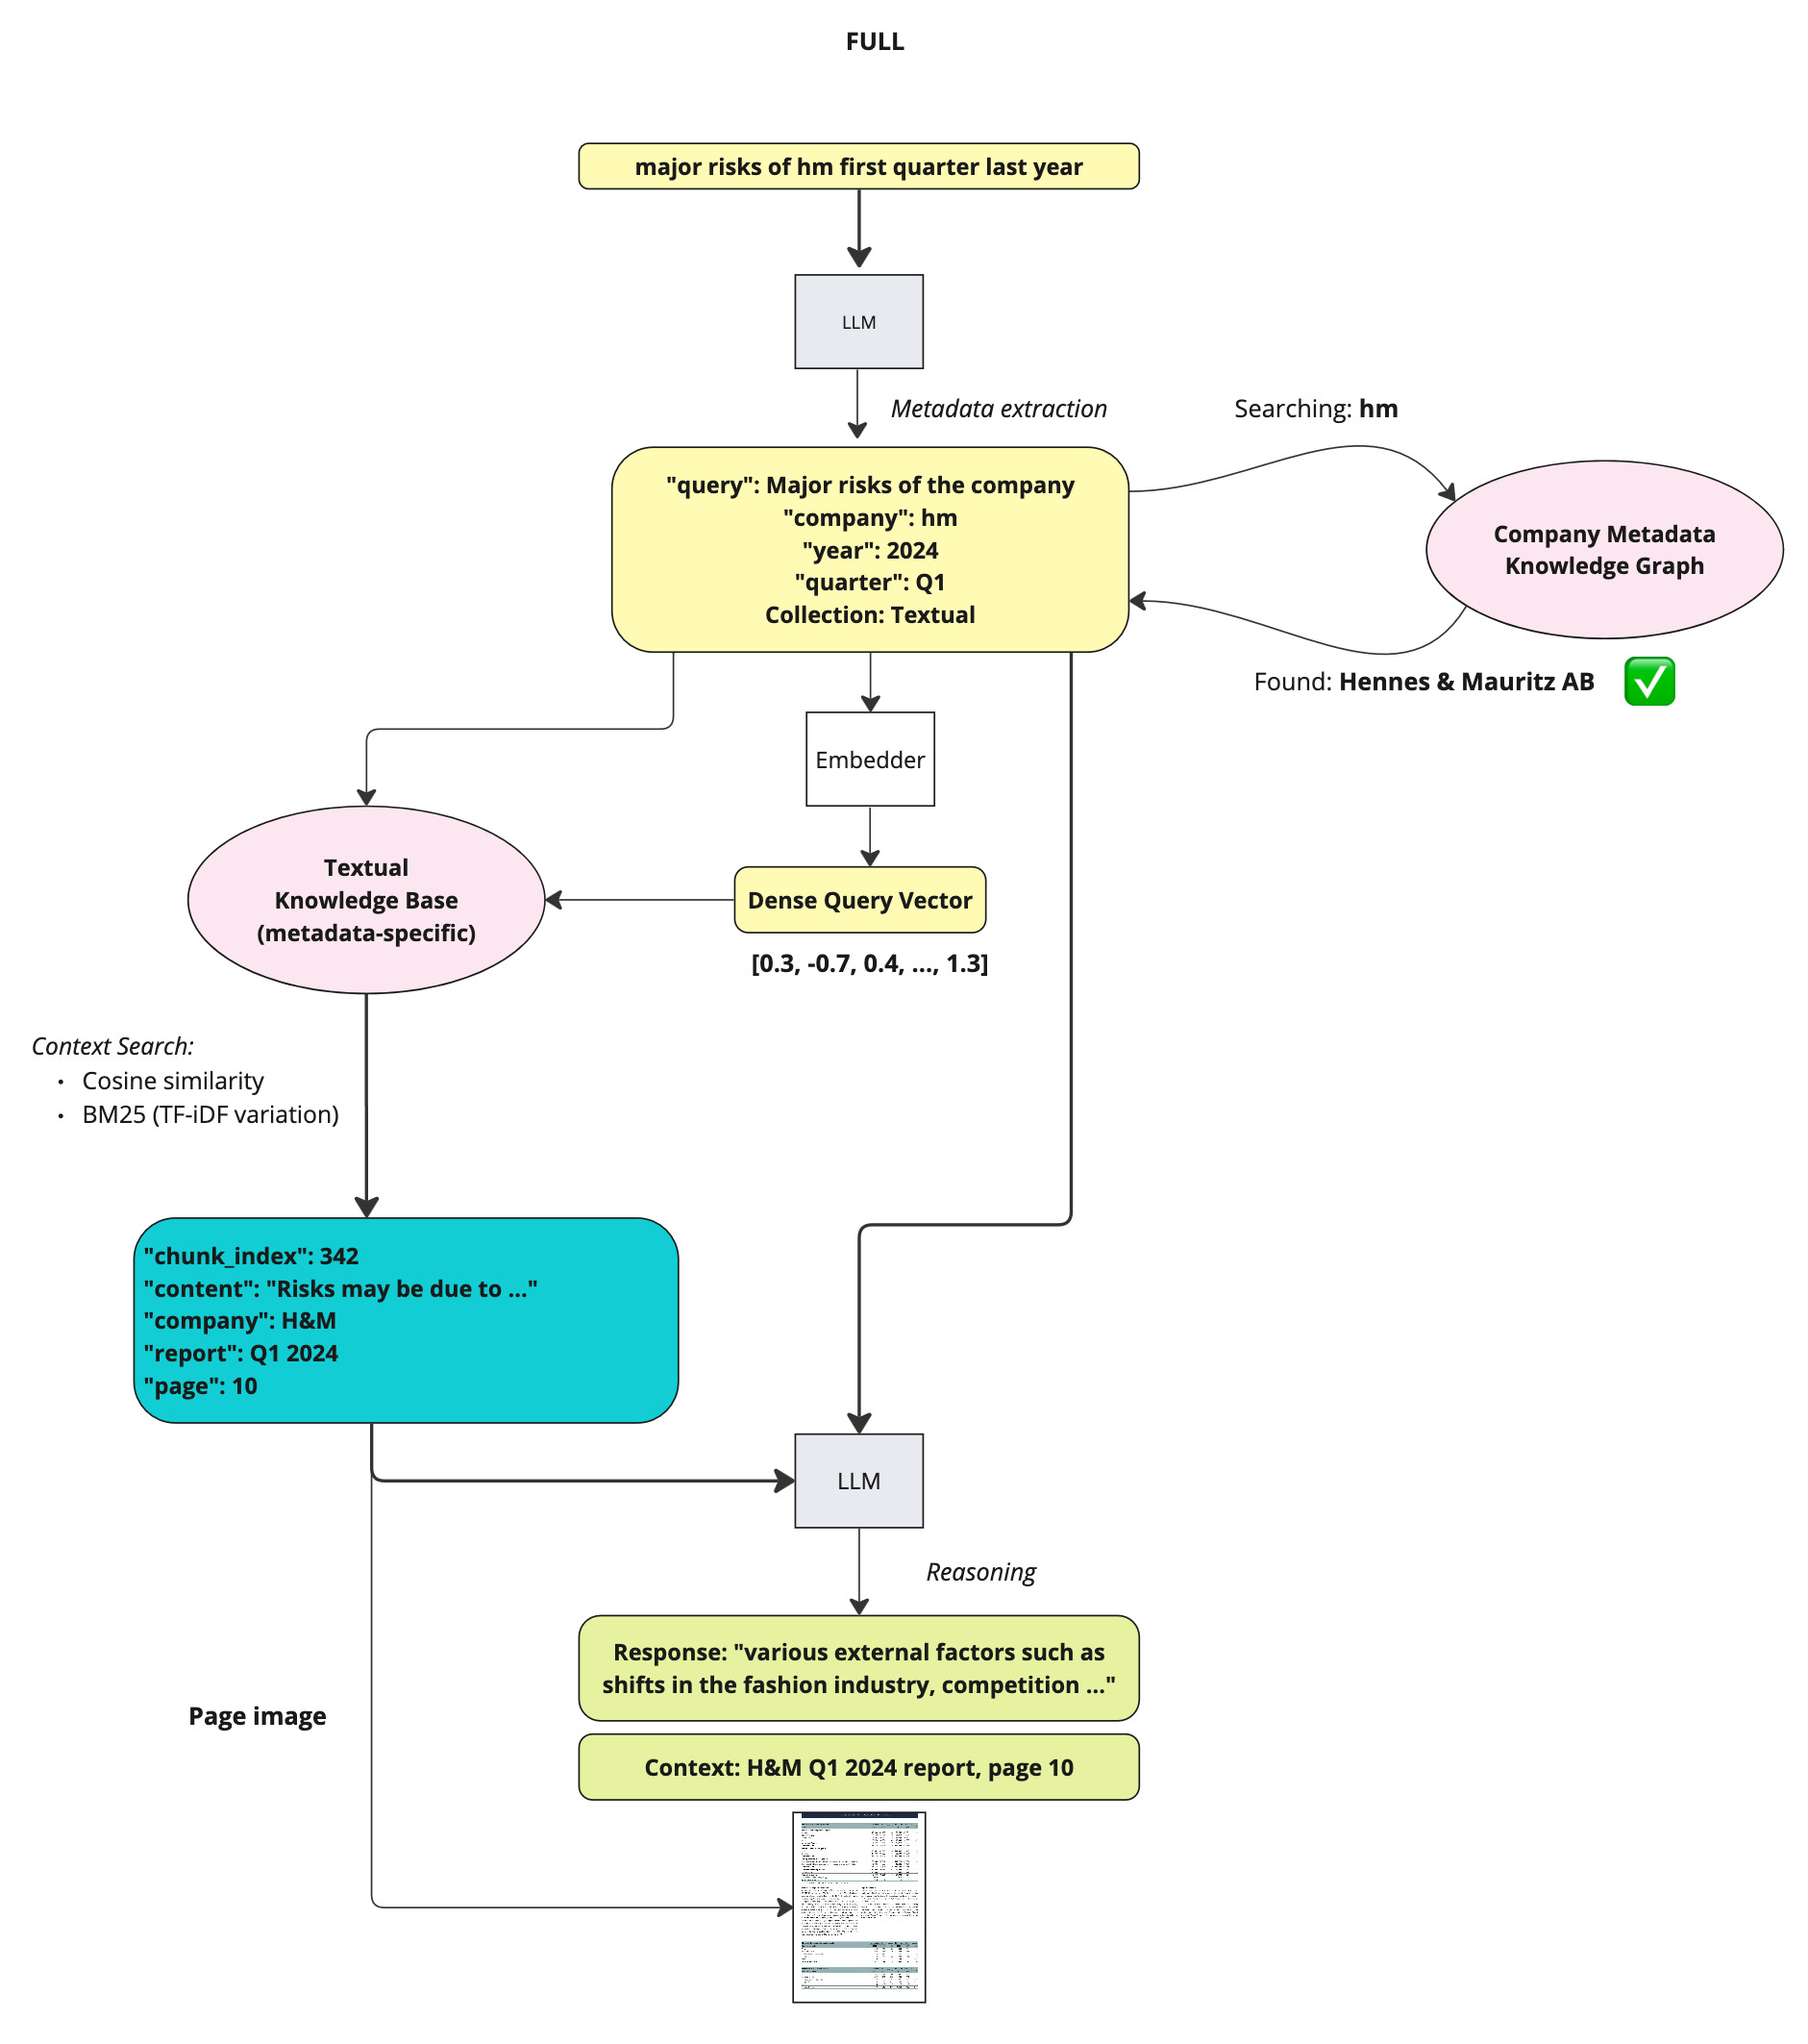 FULL
major risks of hm first quarter last year
LLM
Metadata extraction
Searching: hm
"query": Major risks of the company
"company": hm
"year": 2024
"quarter": Q1
Collection: Textual
Company Metadata
Knowledge Graph
Found: Hennes & Mauritz AB
Embedder
Textual
Knowledge Base
(metadata-specific)
Dense Query Vector
[0.3, -0.7, 0.4, ..., 1.3]
Context Search:
• Cosine similarity
• BM25 (TF-iDF variation)
"chunk_index": 342
"content": "Risks may be due to ..."
"company": H&M
"report": Q1 2024
"page": 10
LLM
Reasoning
Response: "various external factors such as
shifts in the fashion industry, competition ..."
Page image
Context: H&M Q1 2024 report, page 10